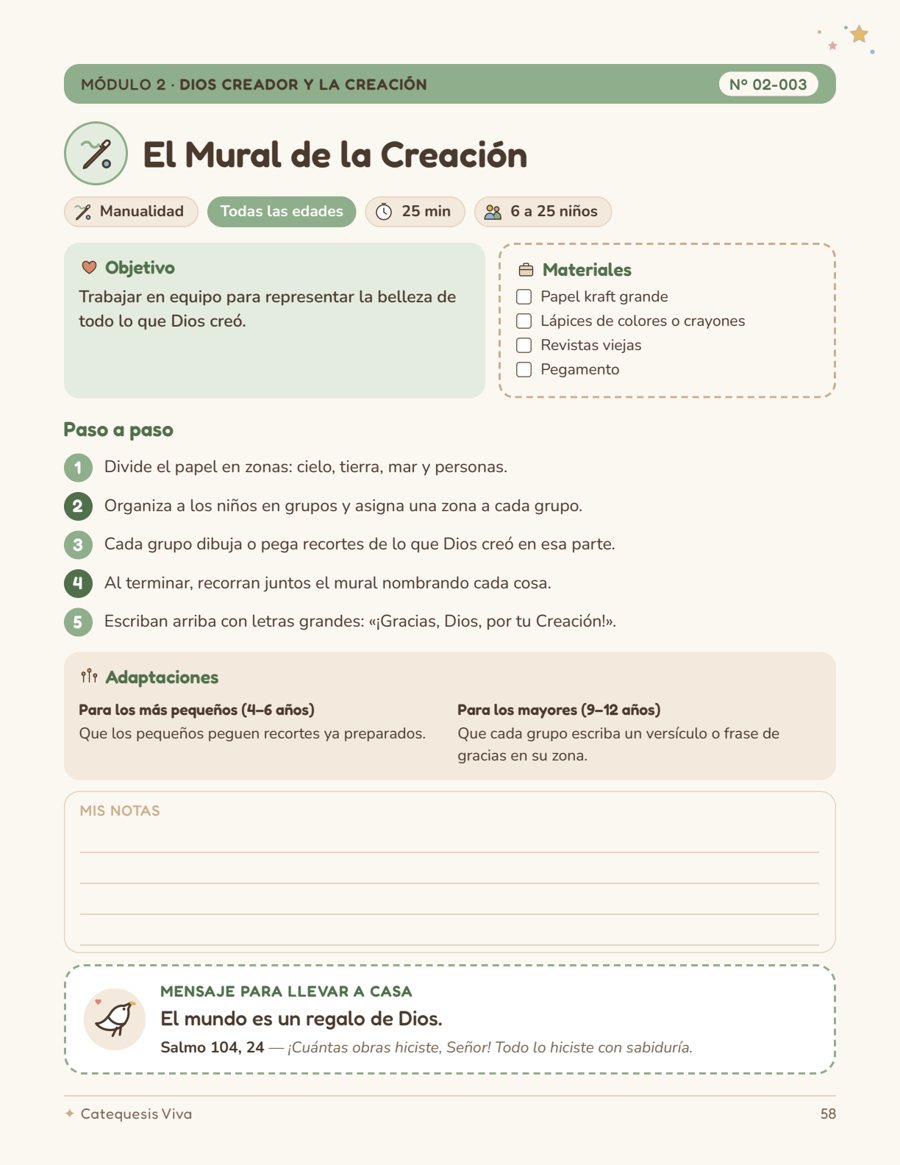 MÓDULO 2 · DIOS CREADOR Y LA CREACIÓN
Nº 02-003
El Mural de la Creación
Manualidad
Todas las edades
25 min
6 a 25 niños
Objetivo
Trabajar en equipo para representar la belleza de
todo lo que Dios creó.
Materiales
Papel kraft grande
Lápices de colores o crayones
Revistas viejas
Pegamento
Paso a paso
1 Divide el papel en zonas: cielo, tierra, mar y personas.
2 Organiza a los niños en grupos y asigna una zona a cada grupo.
3 Cada grupo dibuja o pega recortes de lo que Dios creó en esa parte.
4 Al terminar, recorran juntos el mural nombrando cada cosa.
5 Escriban arriba con letras grandes: «¡Gracias, Dios, por tu Creación!».
Adaptaciones
Para los más pequeños (4–6 años)
Que los pequeños peguen recortes ya preparados.
Para los mayores (9–12 años)
Que cada grupo escriba un versículo o frase de
gracias en su zona.
MIS NOTAS
MENSAJE PARA LLEVAR A CASA
El mundo es un regalo de Dios.
Salmo 104, 24 — ¡Cuántas obras hiciste, Señor! Todo lo hiciste con sabiduría.
Catequesis Viva
58